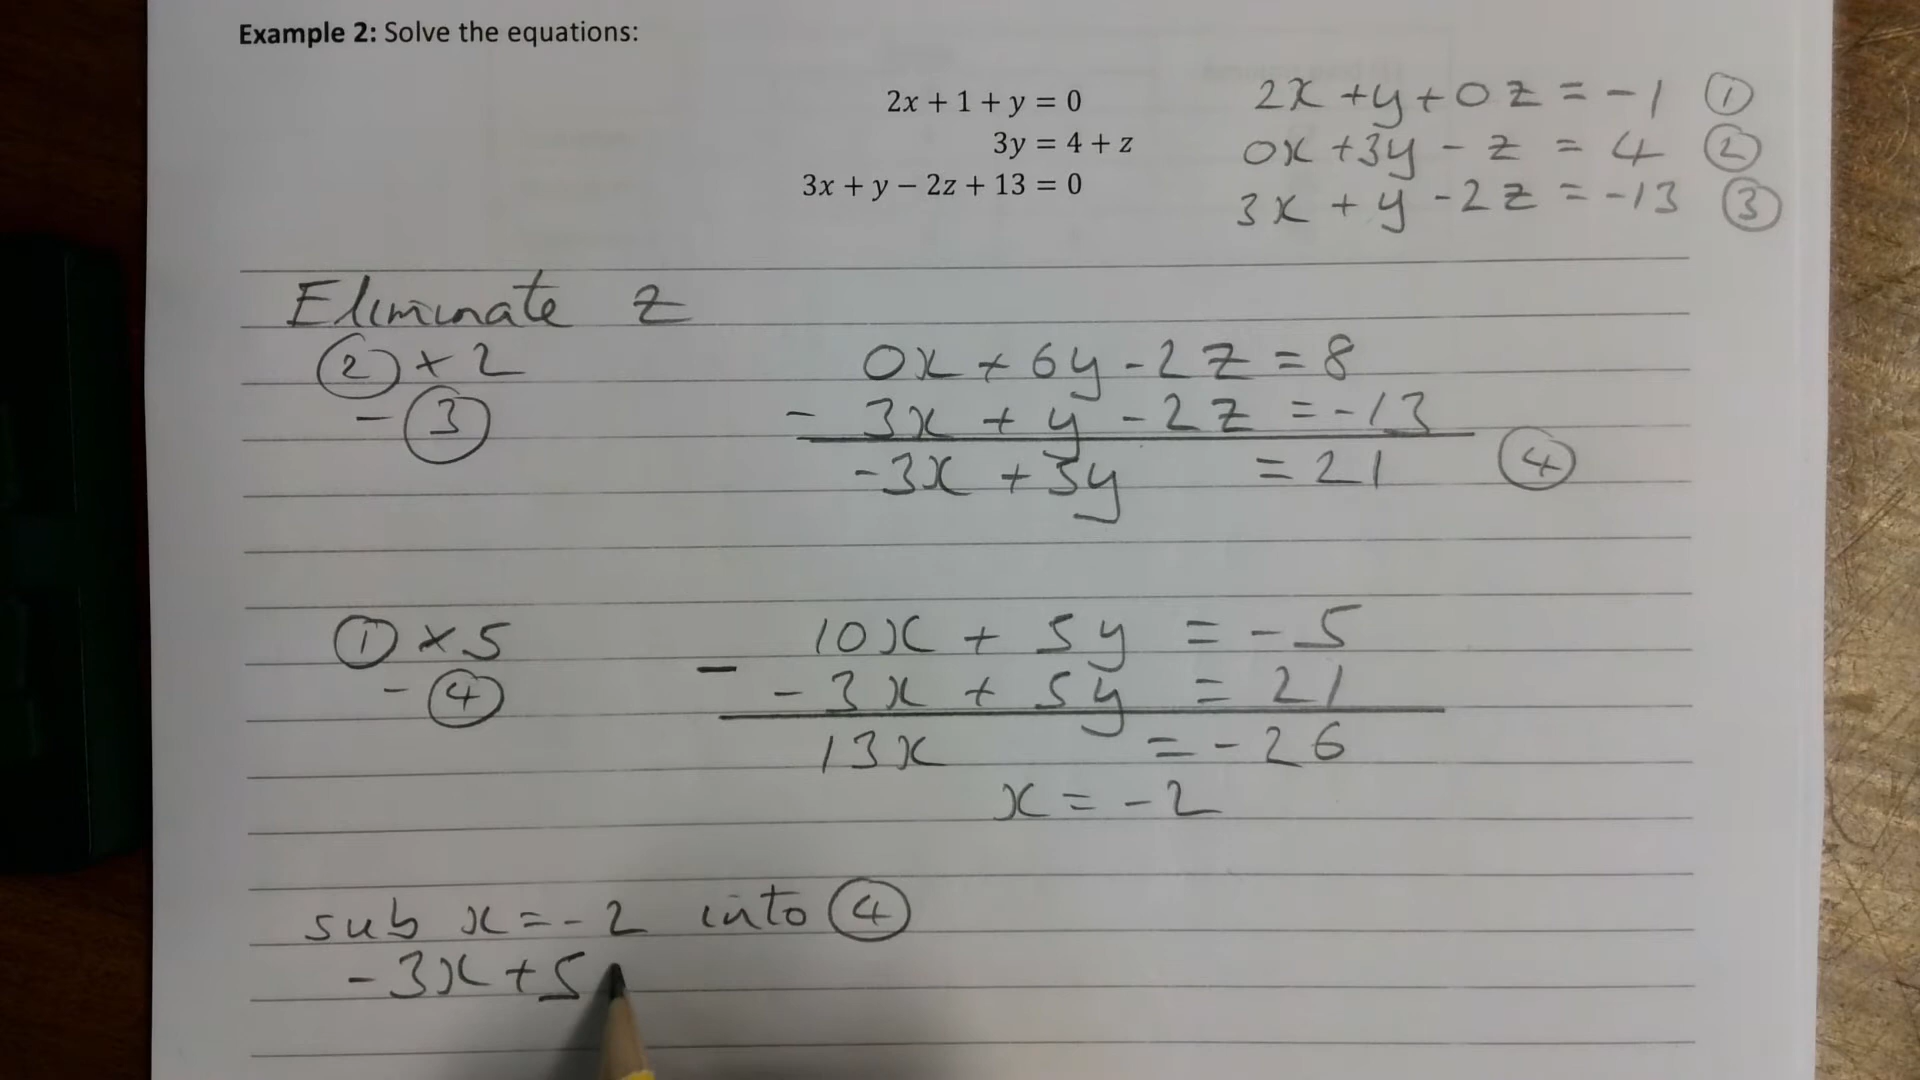 Example 2: Solve the equations:
2x + 1 + y = 0
3y = 4 + z
3x + y − 2z + 13 = 0
2x + y + 0z = -1 ①
0x + 3y - z = 4 ②
3x + y - 2z = -13 ③
Eliminate z
② × 2
- ③
0x + 6y - 2z = 8
- 3x + y - 2z = -13
-3x + 5y = 21 ④
① × 5
- ④
10x + 5y = -5
- -3x + 5y = 21
13x = -26
x = -2
sub x = -2 into ④
-3x + 5